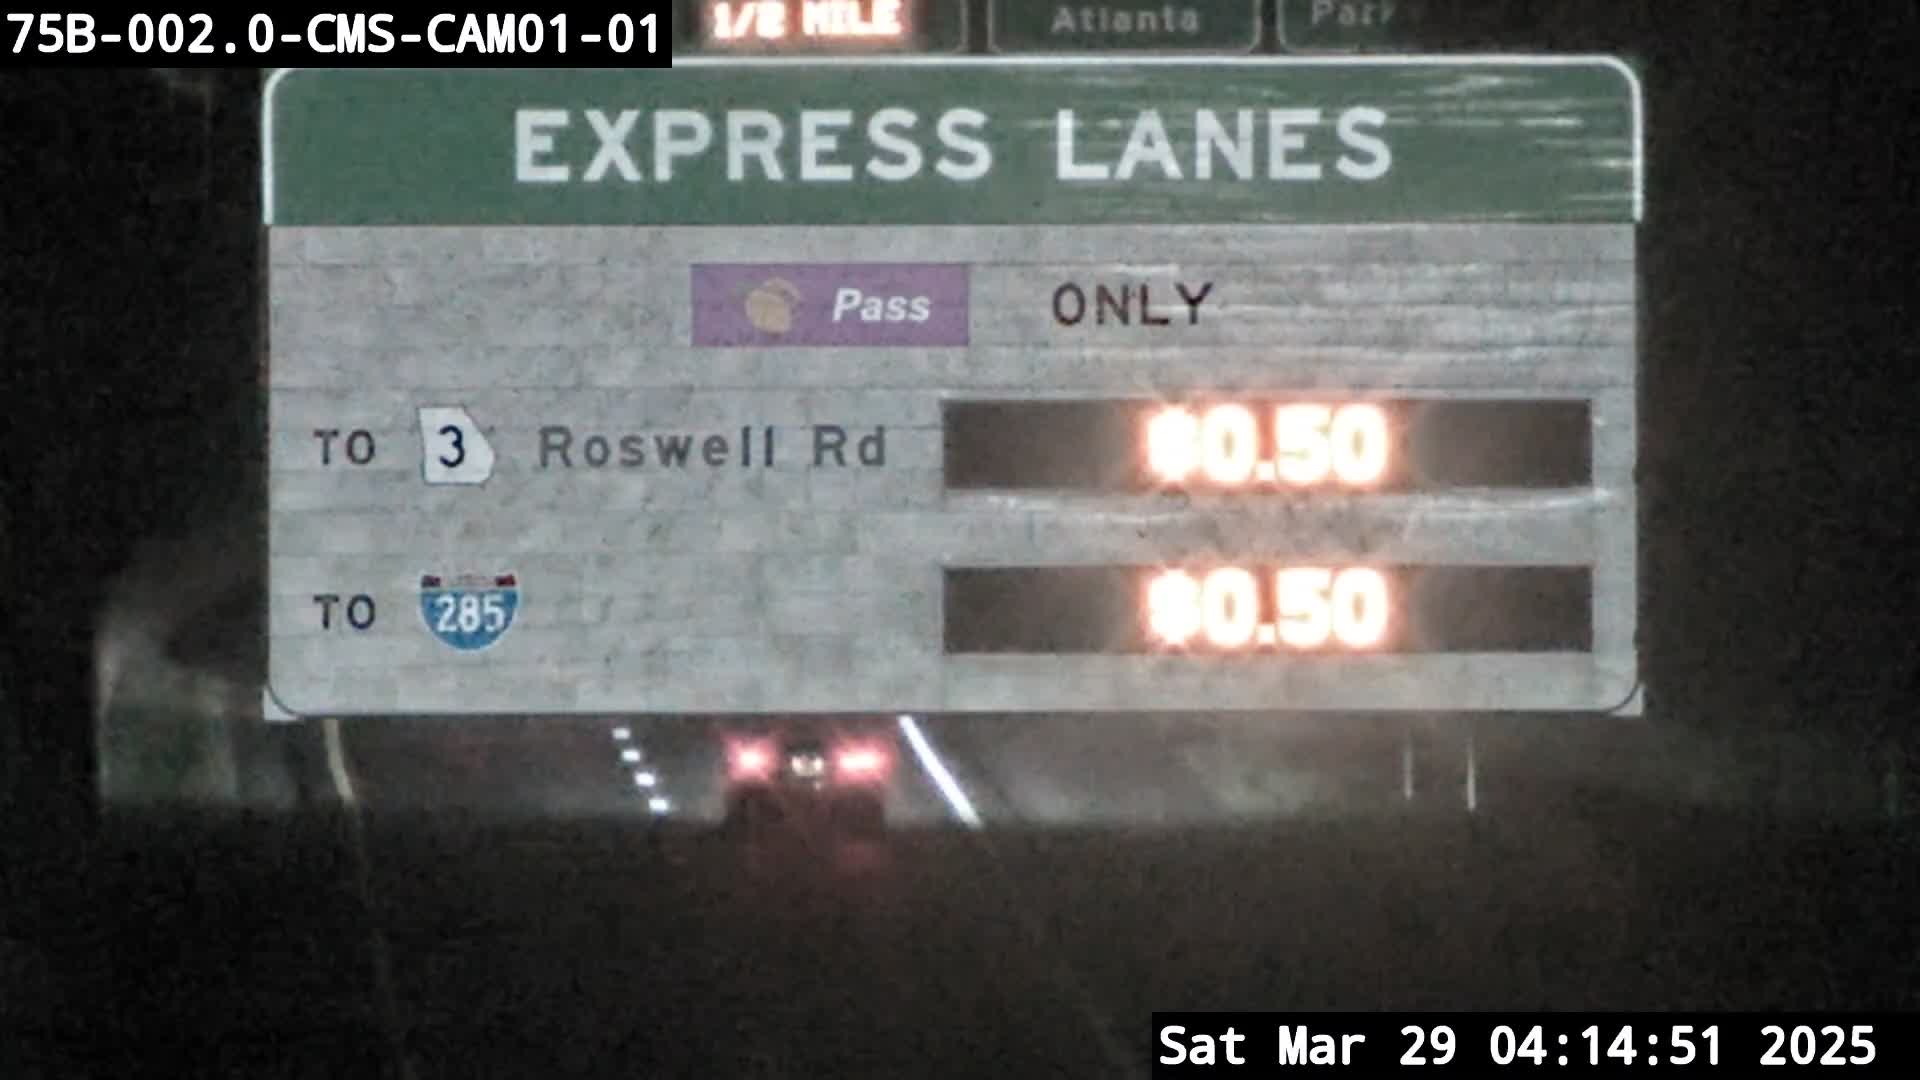 75B-002.0-CMS-CAM01-01
1/2 MILE
Atlanta
EXPRESS LANES
Pass ONLY
TO 3 Roswell Rd $0.50
TO 285 $0.50
Sat Mar 29 04:14:51 2025